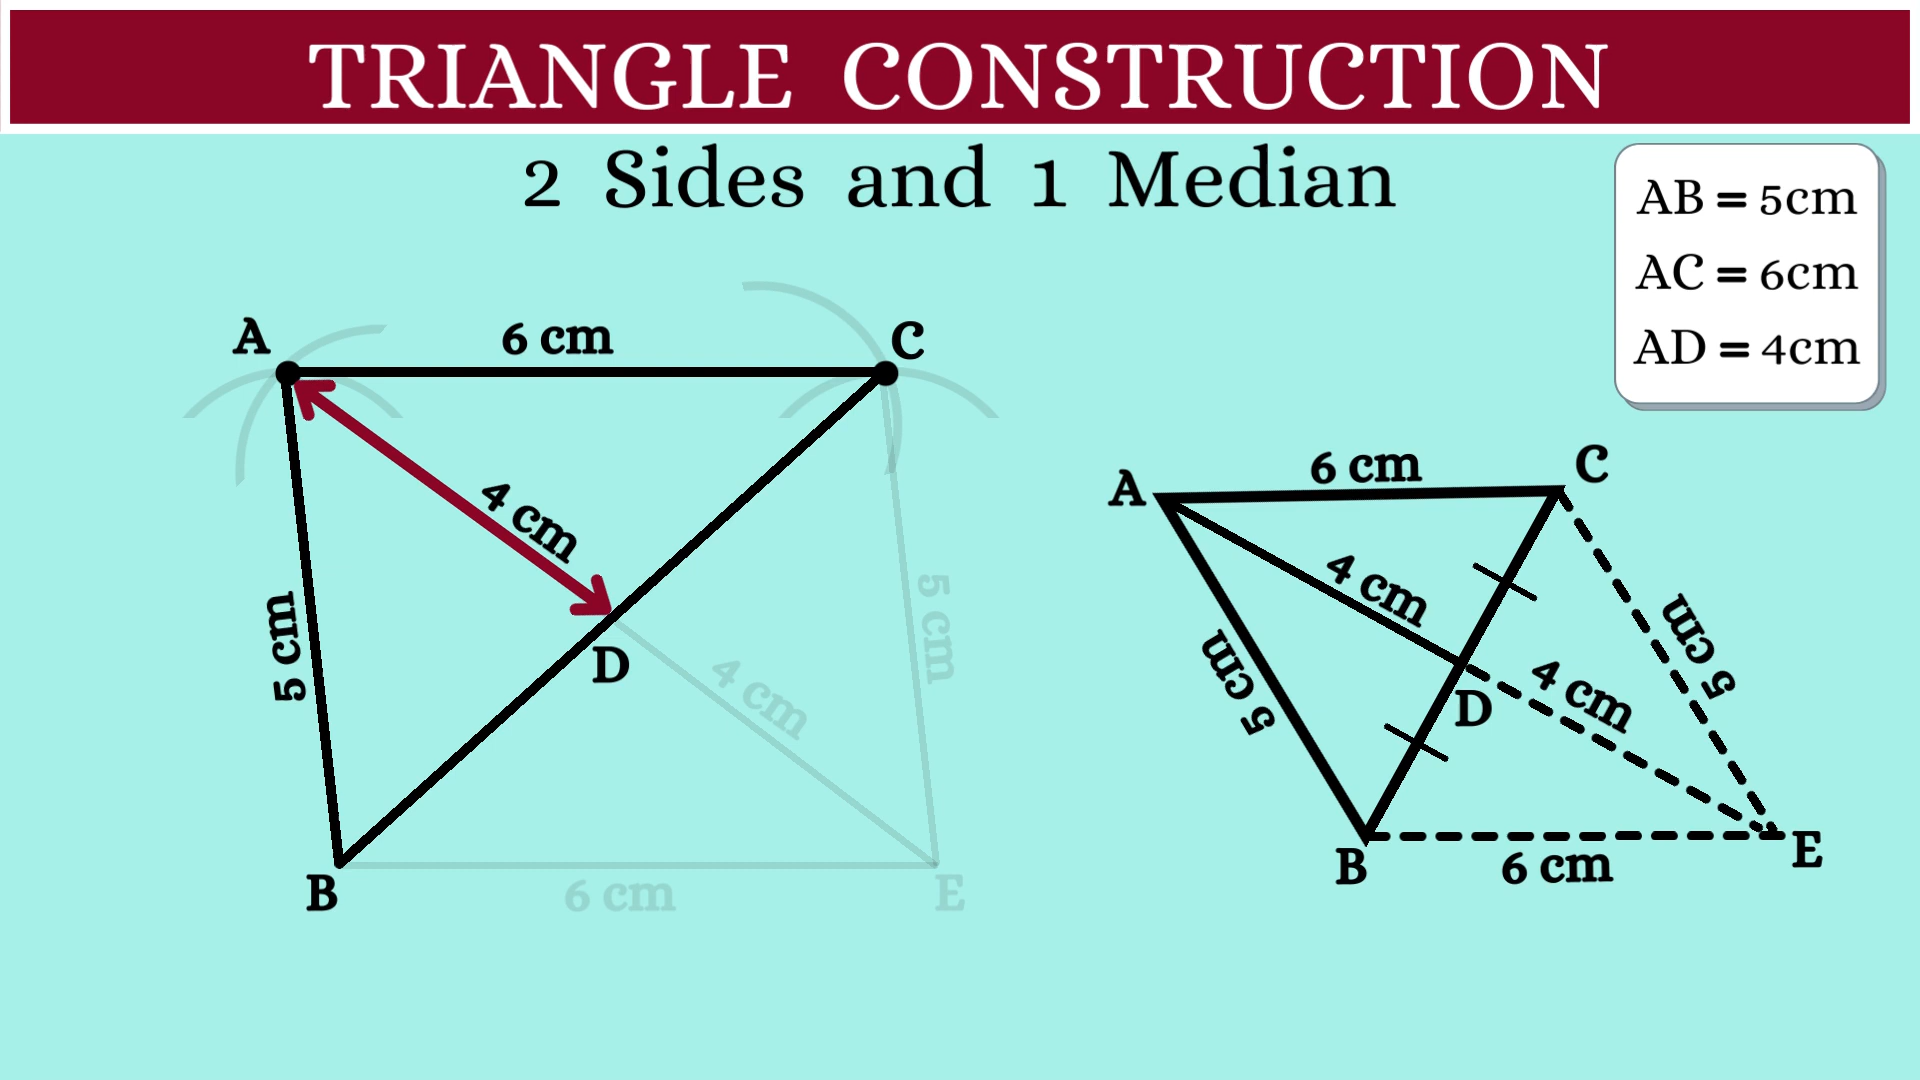 TRIANGLE CONSTRUCTION
2 Sides and 1 Median
AB = 5cm
AC = 6cm
AD = 4cm
A
6 cm
C
4 cm
5 cm
D
5 cm
4 cm
B
6 cm
E
A
6 cm
C
4 cm
5 cm
5 cm
D
4 cm
B
6 cm
E